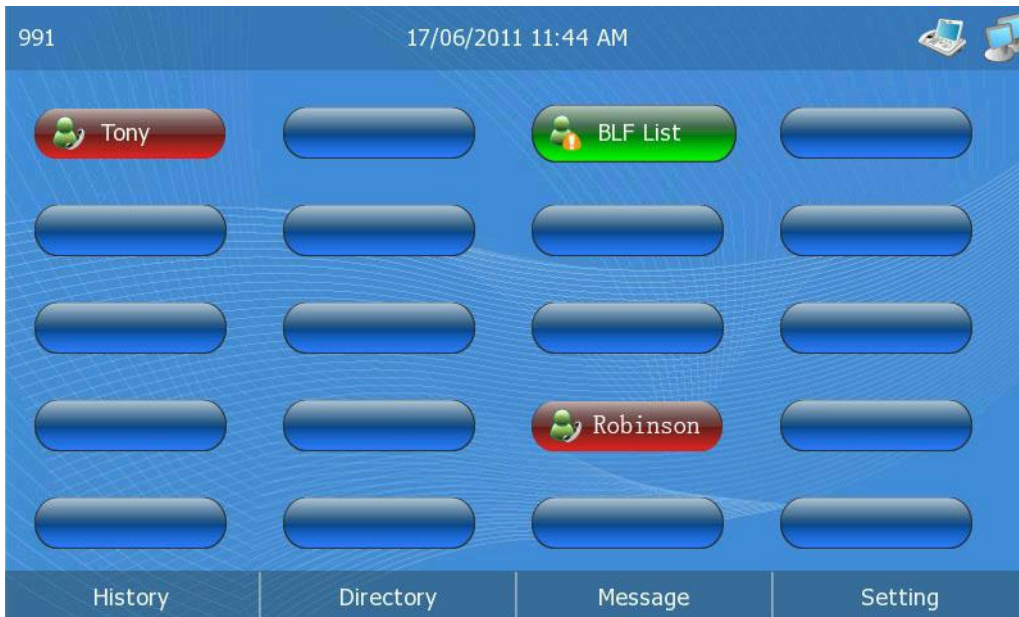 991
17/06/2011 11:44 AM
Tony
BLF List
Robinson
History
Directory
Message
Setting